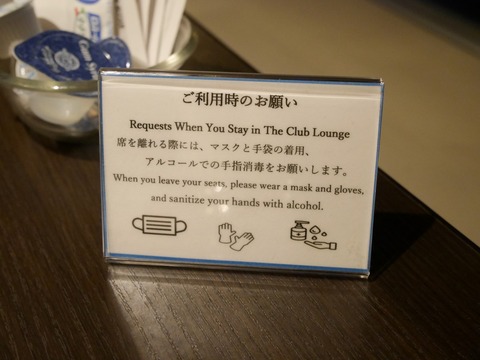 ご利用時のお願い
Requests When You Stay in The Club Lounge
席を離れる際には、マスクと手袋の着用、
アルコールでの手指消毒をお願いします。
When you leave your seats, please wear a mask and gloves,
and sanitize your hands with alcohol.